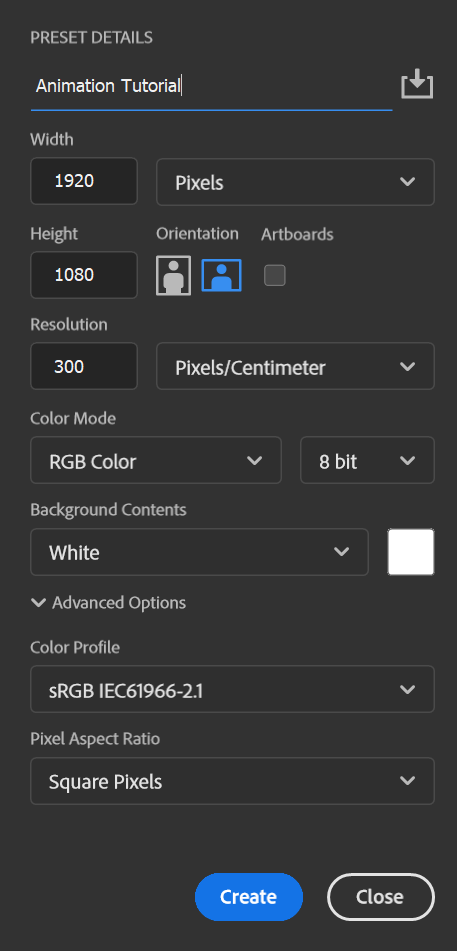 PRESET DETAILS
Animation Tutorial
Width
1920 Pixels
Height Orientation Artboards
1080
Resolution
300 Pixels/Centimeter
Color Mode
RGB Color 8 bit
Background Contents
White
Advanced Options
Color Profile
sRGB IEC61966-2.1
Pixel Aspect Ratio
Square Pixels
Create Close